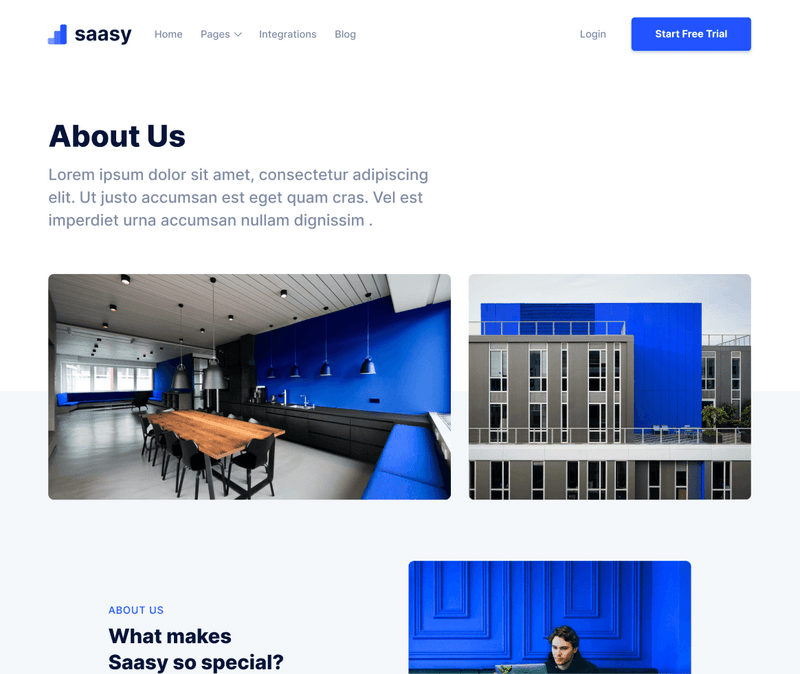 saasy
Home
Pages
Integrations
Blog
Login
Start Free Trial
About Us
Lorem ipsum dolor sit amet, consectetur adipiscing
elit. Ut justo accumsan est eget quam cras. Vel est
imperdiet urna accumsan nullam dignissim .
ABOUT US
What makes
Saasy so special?